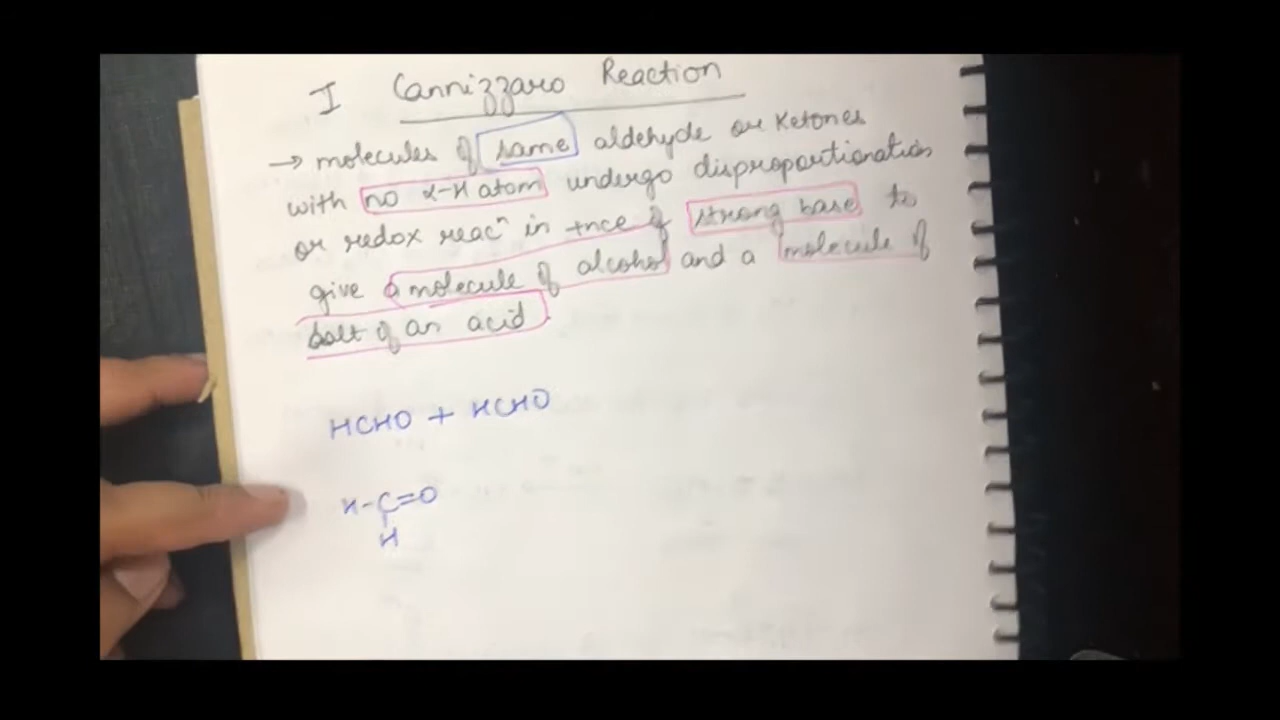 I Cannizzaro Reaction
→ molecules of same aldehyde or Ketones
with no α-H atom undergo disproportionation
or redox reacⁿ in +nce of strong base to
give a molecule of alcohol and a molecule of
salt of an acid.
HCHO + HCHO
H-C=O
H